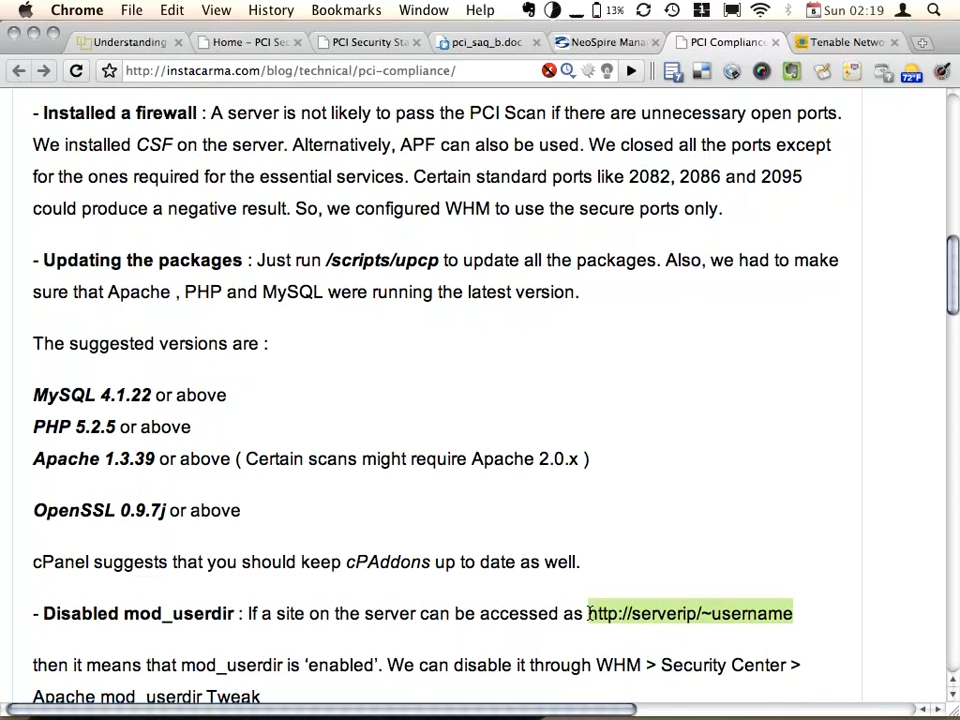 Chrome File Edit View History Bookmarks Window Help 13% Sun 02:19
Understanding Home - PCI Sec PCI Security Sta pci_saq_b.doc NeoSpire Mana PCI Complianc Tenable Netwo
http://instacarma.com/blog/technical/pci-compliance/ 72°F
- Installed a firewall : A server is not likely to pass the PCI Scan if there are unnecessary open ports.
We installed CSF on the server. Alternatively, APF can also be used. We closed all the ports except
for the ones required for the essential services. Certain standard ports like 2082, 2086 and 2095
could produce a negative result. So, we configured WHM to use the secure ports only.
- Updating the packages : Just run /scripts/upcp to update all the packages. Also, we had to make
sure that Apache , PHP and MySQL were running the latest version.
The suggested versions are :
MySQL 4.1.22 or above
PHP 5.2.5 or above
Apache 1.3.39 or above ( Certain scans might require Apache 2.0.x )
OpenSSL 0.9.7j or above
cPanel suggests that you should keep cPAddons up to date as well.
- Disabled mod_userdir : If a site on the server can be accessed as http://serverip/~username
then it means that mod_userdir is ‘enabled’. We can disable it through WHM > Security Center >
Apache mod_userdir Tweak